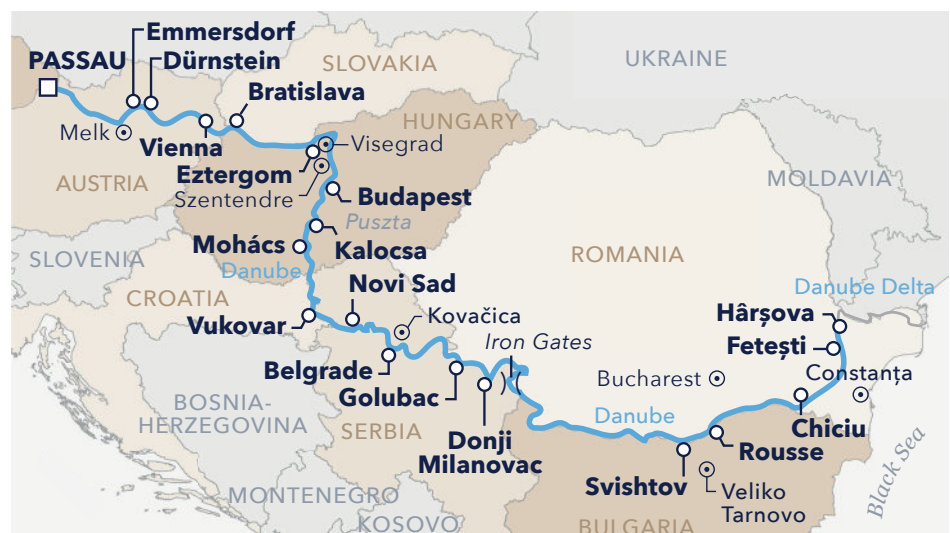 Emmersdorf
PASSAU
Dürnstein
SLOVAKIA
UKRAINE
Bratislava
Melk
Vienna
HUNGARY
Visegrad
Eztergom
AUSTRIA
Szentendre
Budapest
MOLDAVIA
Puszta
Mohács
Kalocsa
ROMANIA
SLOVENIA
Danube
Novi Sad
Danube Delta
CROATIA
Hârșova
Vukovar
Kovačica
Iron Gates
Fetești
Belgrade
Constanța
Golubac
Bucharest
BOSNIA-
HERZEGOVINA
Danube
Chiciu
SERBIA
Donji
Milanovac
Rousse
Black Sea
Svishtov
MONTENEGRO
Veliko
Tarnovo
KOSOVO
BULGARIA